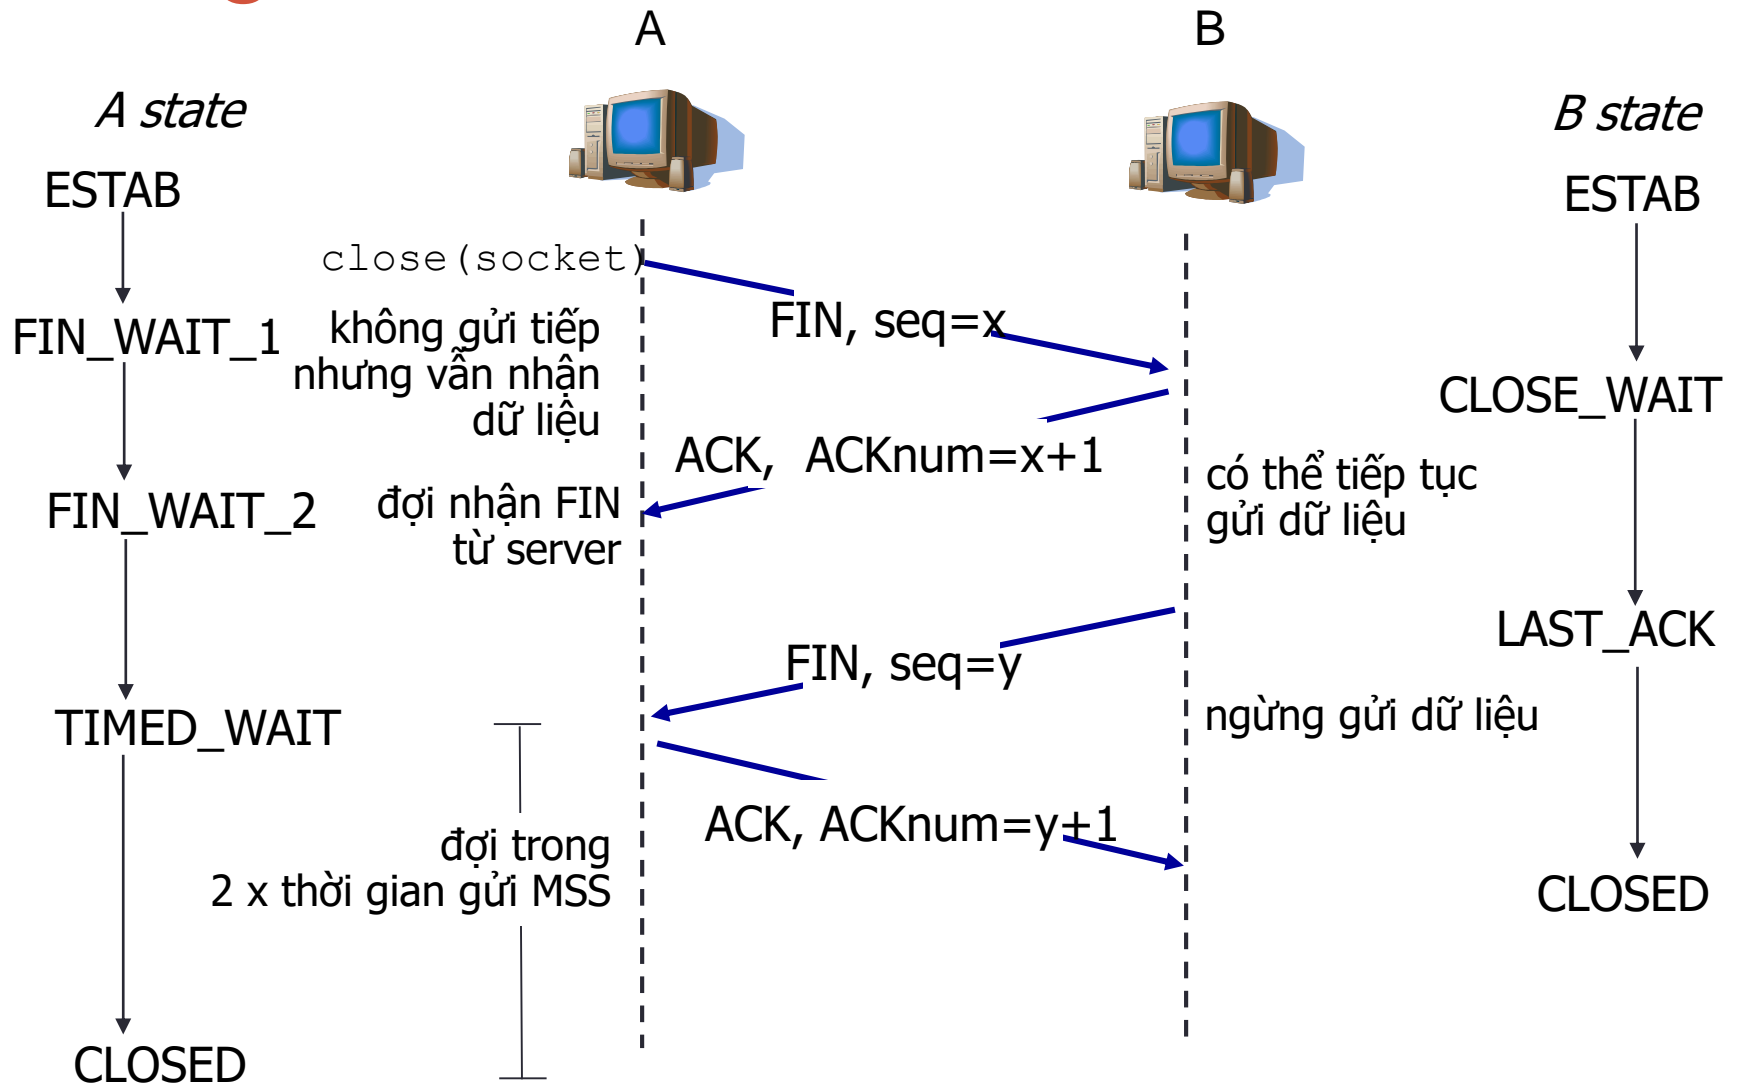 A
B
A state
B state
ESTAB
ESTAB
close(socket)
FIN, seq=x
FIN_WAIT_1
không gửi tiếp
nhưng vẫn nhận
dữ liệu
CLOSE_WAIT
ACK, ACKnum=x+1
có thể tiếp tục
gửi dữ liệu
FIN_WAIT_2
đợi nhận FIN
từ server
LAST_ACK
FIN, seq=y
TIMED_WAIT
ngừng gửi dữ liệu
ACK, ACKnum=y+1
đợi trong
2 x thời gian gửi MSS
CLOSED
CLOSED